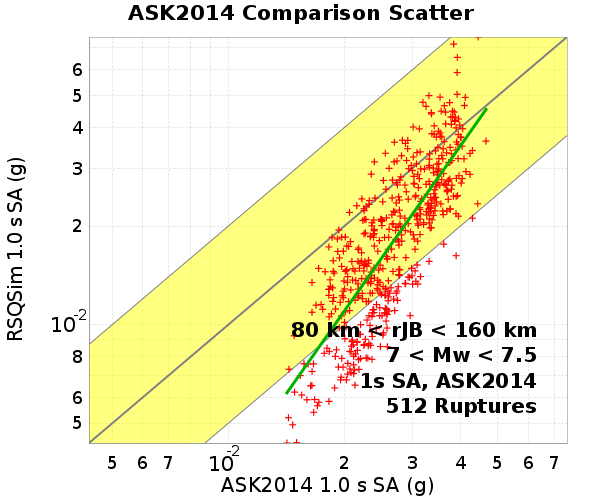 ASK2014 Comparison Scatter
RSQSim 1.0 s SA (g)
6
5
4
3
2
10-2
8
6
5
80 km < rJB < 160 km
7 < Mw < 7.5
1s SA, ASK2014
512 Ruptures
5 6 7 10-2 2 3 4 5 6 7
ASK2014 1.0 s SA (g)